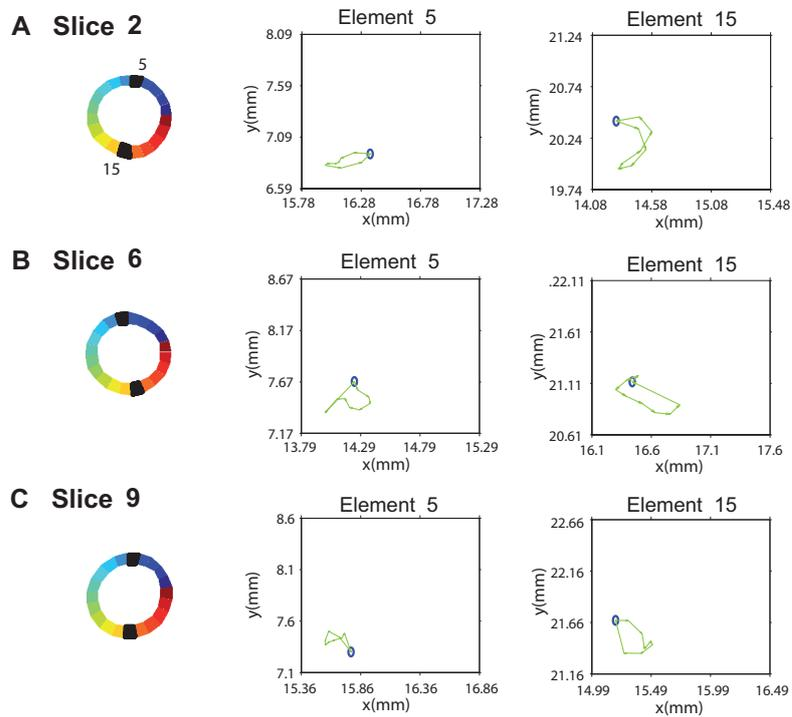 A Slice 2
5
15
Element 5
8.09
7.59
7.09
6.59
y(mm)
15.78 16.28 16.78 17.28
x(mm)
Element 15
21.24
20.74
20.24
19.74
y(mm)
14.08 14.58 15.08 15.48
x(mm)
B Slice 6
Element 5
8.67
8.17
7.67
7.17
y(mm)
13.79 14.29 14.79 15.29
x(mm)
Element 15
.22.11
21.61
21.11
20.61
y(mm)
16.1 16.6 17.1 17.6
x(mm)
C Slice 9
Element 5
8.6
8.1
7.6
7.1
y(mm)
15.36 15.86 16.36 16.86
x(mm)
Element 15
22.66
22.16
21.66
21.16
y(mm)
14.99 15.49 15.99 16.49
x(mm)